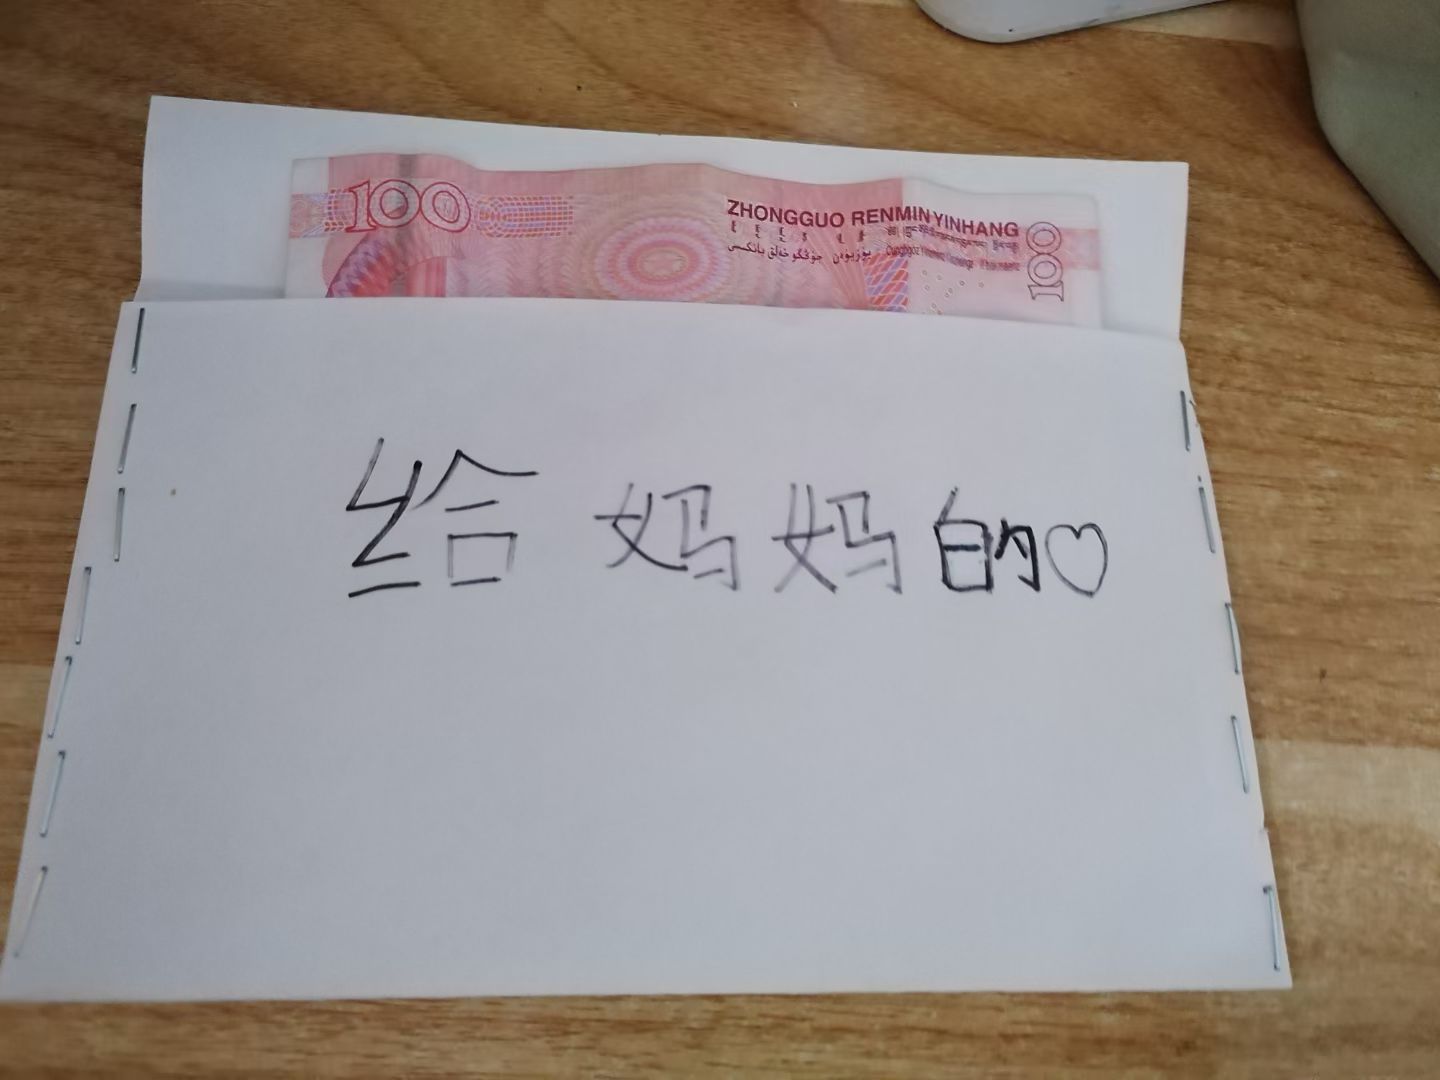 100
ZHONGGUO RENMIN YINHANG
100
给妈妈的♡